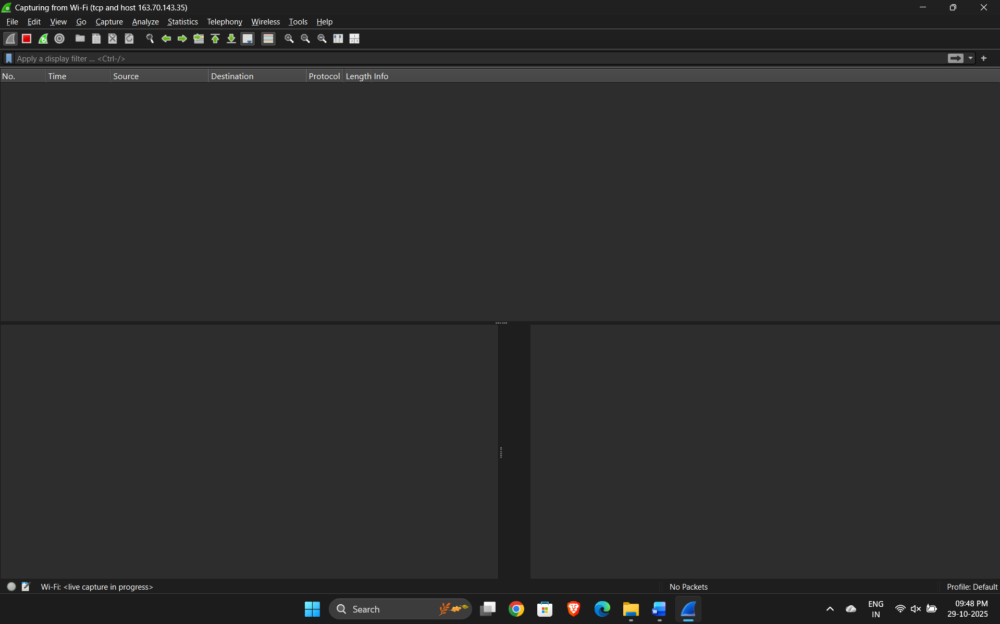 Capturing from Wi-Fi (tcp and host 163.70.143.35)
File Edit View Go Capture Analyze Statistics Telephony Wireless Tools Help
Apply a display filter ... <Ctrl-/>
No. Time Source Destination Protocol Length Info
Wi-Fi: <live capture in progress> No Packets Profile: Default
Search
ENG
IN
09:48 PM
29-10-2025